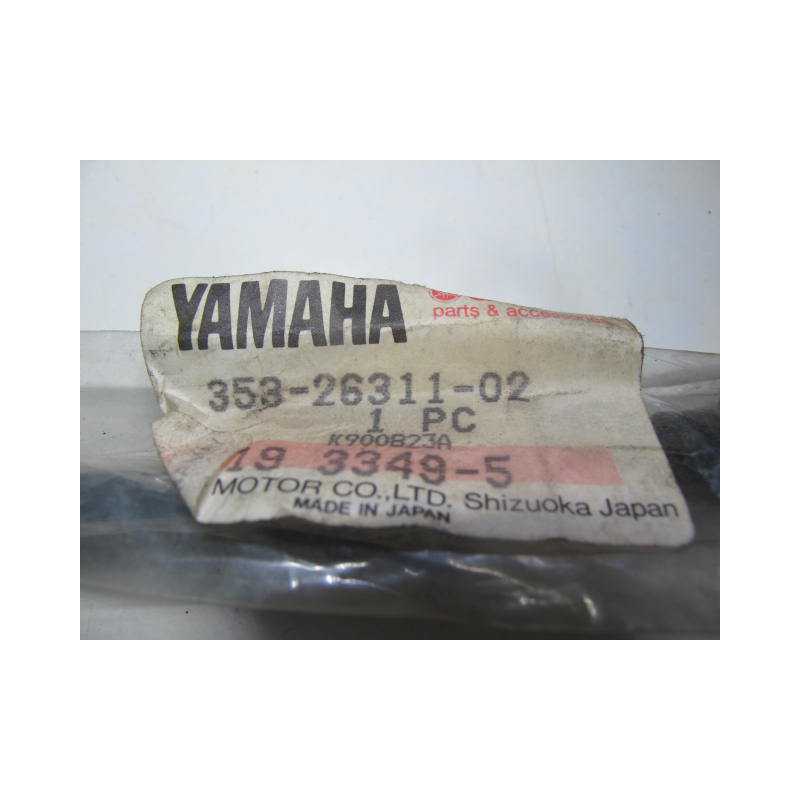 YAMAHA
parts & accessories
353-26311-02
1 PC
K900823A
19 3349-5
MOTOR CO.,LTD. Shizuoka Japan
MADE IN JAPAN